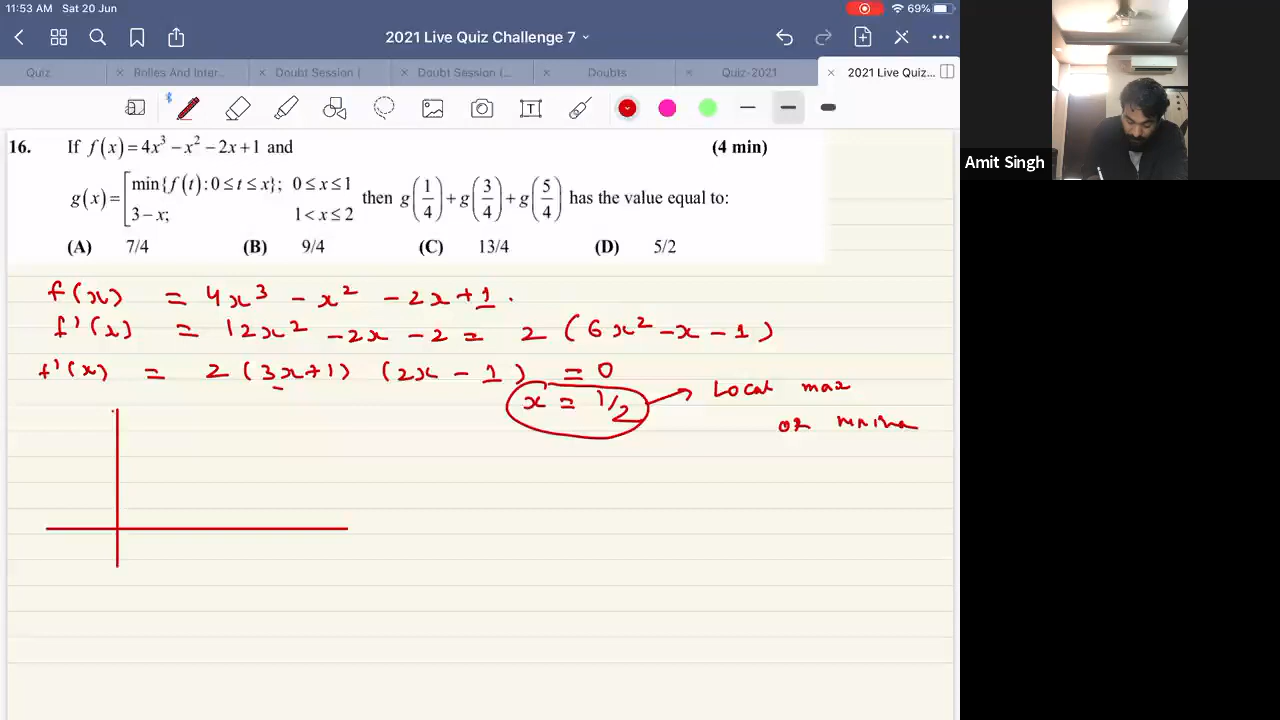 11:53 AM Sat 20 Jun 69%
2021 Live Quiz Challenge 7
Quiz Rolles And Inter... Doubt Session ( Doubt Session (... Doubts Quiz-2021 2021 Live Quiz...
16. If f(x) = 4x³ − x² − 2x + 1 and (4 min)
g(x) = [ min{f(t) : 0 ≤ t ≤ x}; 0 ≤ x ≤ 1
3 − x; 1 < x ≤ 2
then g(1/4) + g(3/4) + g(5/4) has the value equal to:
(A) 7/4 (B) 9/4 (C) 13/4 (D) 5/2
f(x) = 4x³ − x² − 2x + 1 .
f'(x) = 12x² − 2x − 2 = 2 (6x² − x − 1)
f'(x) = 2 (3x+1) (2x − 1) = 0
x = 1/2 → Local max
or
Amit Singh